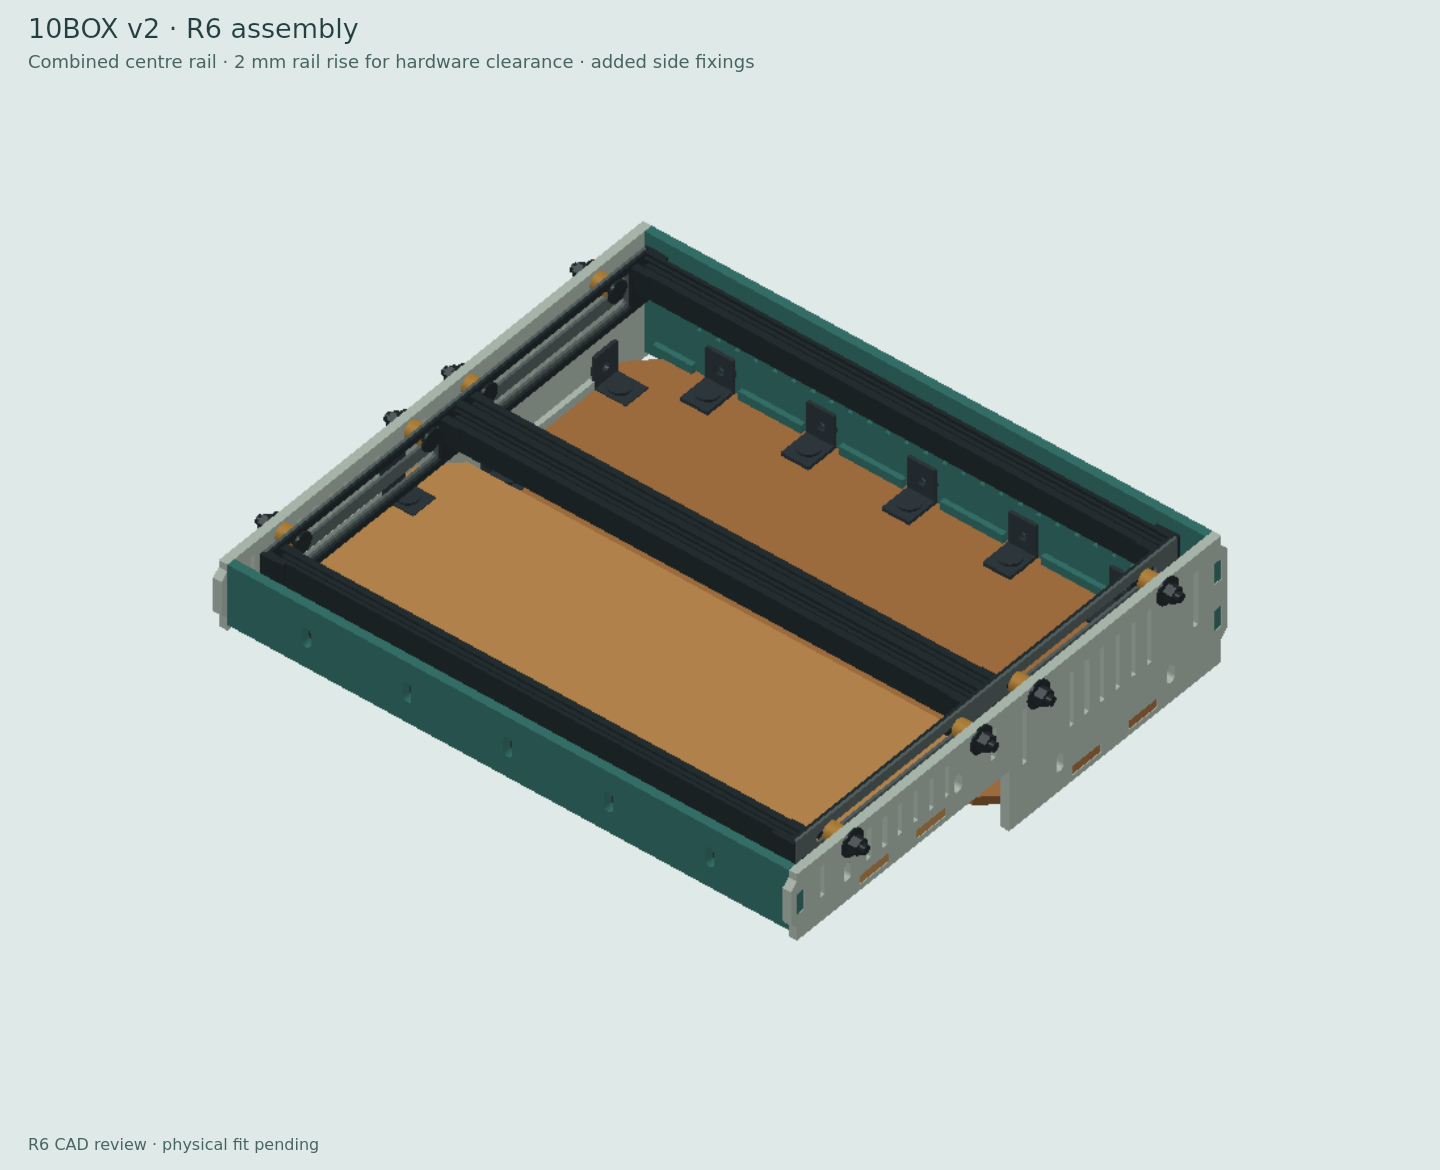 10BOX v2 · R6 assembly
Combined centre rail · 2 mm rail rise for hardware clearance · added side fixings
R6 CAD review · physical fit pending